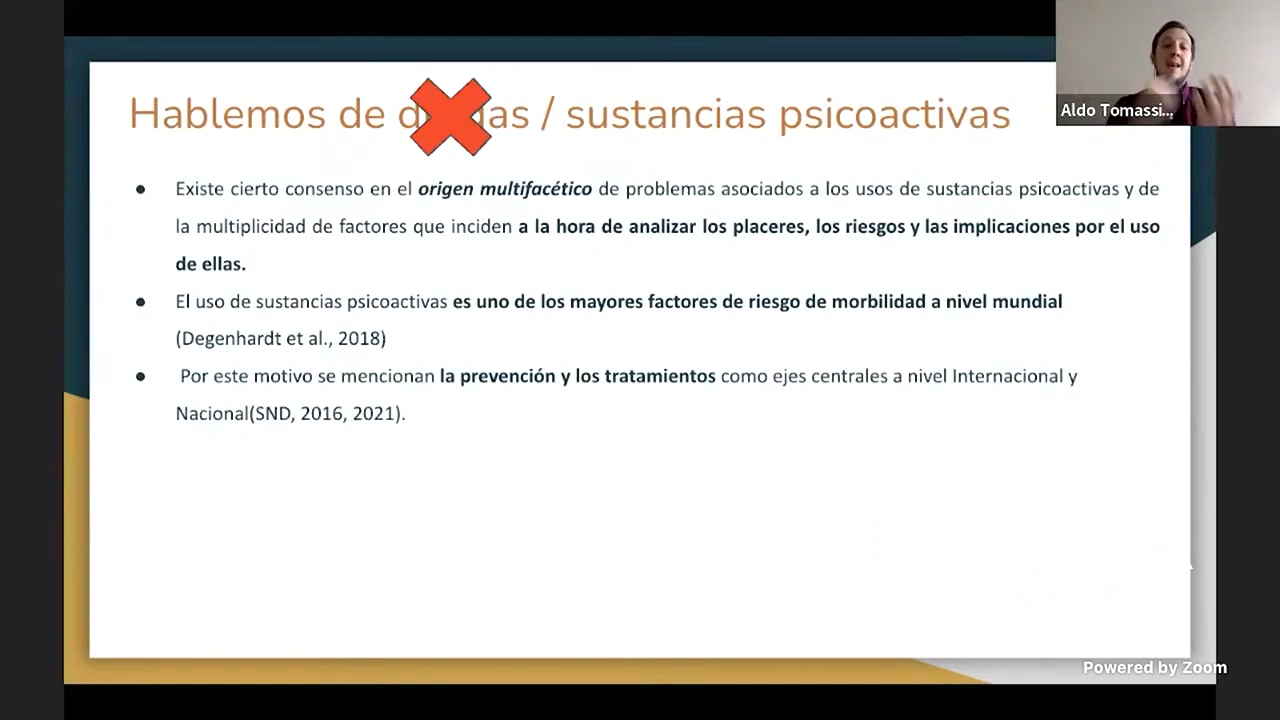 Hablemos de / sustancias psicoactivas
Aldo Tomassi...
● Existe cierto consenso en el origen multifacético de problemas asociados a los usos de sustancias psicoactivas y de
la multiplicidad de factores que inciden a la hora de analizar los placeres, los riesgos y las implicaciones por el uso
de ellas.
● El uso de sustancias psicoactivas es uno de los mayores factores de riesgo de morbilidad a nivel mundial
(Degenhardt et al., 2018)
● Por este motivo se mencionan la prevención y los tratamientos como ejes centrales a nivel Internacional y
Nacional(SND, 2016, 2021).
Powered by Zoom